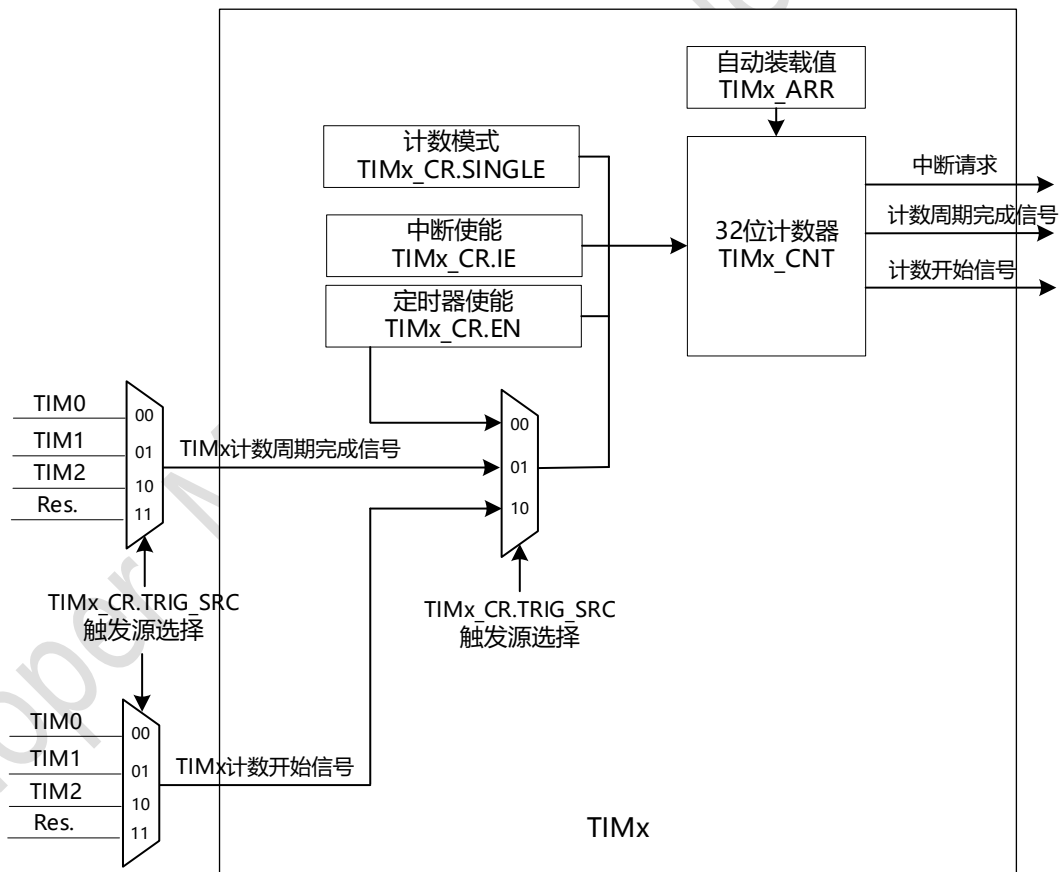 自动装载值
TIMx_ARR
计数模式
TIMx_CR.SINGLE
中断使能
TIMx_CR.IE
定时器使能
TIMx_CR.EN
32位计数器
TIMx_CNT
中断请求
计数周期完成信号
计数开始信号
TIM0
TIM1
TIM2
Res.
00
01
10
11
TIMx计数周期完成信号
00
01
10
TIMx_CR.TRIG_SRC
触发源选择
TIMx_CR.TRIG_SRC
触发源选择
TIM0
TIM1
TIM2
Res.
00
01
10
11
TIMx计数开始信号
TIMx